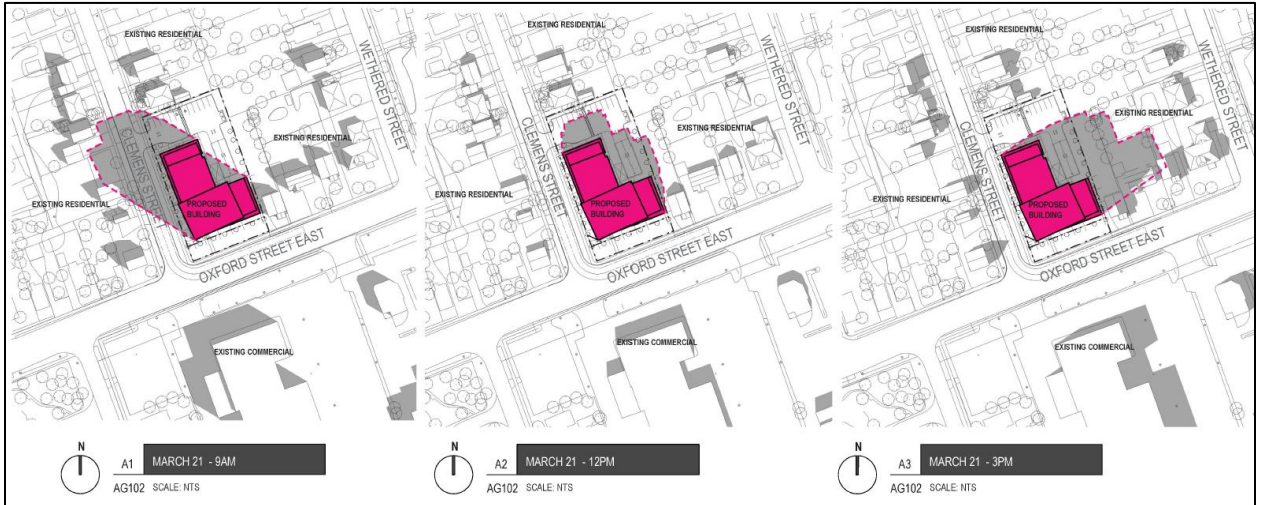 EXISTING RESIDENTIAL
WETHERED STREET
CLEMENS STREET
EXISTING RESIDENTIAL
EXISTING RESIDENTIAL
PROPOSED
BUILDING
OXFORD STREET EAST
EXISTING COMMERCIAL
N
A1 MARCH 21 - 9AM
AG102 SCALE: NTS
EXISTING RESIDENTIAL
WETHERED STREET
CLEMENS STREET
EXISTING RESIDENTIAL
EXISTING RESIDENTIAL
PROPOSED
BUILDING
OXFORD STREET EAST
EXISTING COMMERCIAL
N
A2 MARCH 21 - 12PM
AG102 SCALE: NTS
EXISTING RESIDENTIAL
WETHERED STREET
CLEMENS STREET
EXISTING RESIDENTIAL
EXISTING RESIDENTIAL
PROPOSED
BUILDING
OXFORD STREET EAST
EXISTING COMMERCIAL
N
A3 MARCH 21 - 3PM
AG102 SCALE: NTS